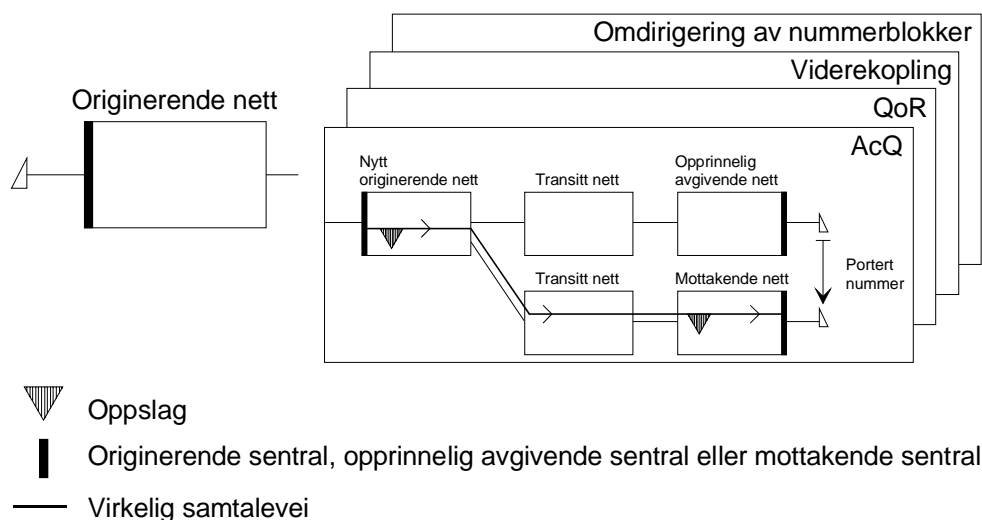 Omdirigering av nummerblokker
Viderekopling
QoR
AcQ
Originerende nett
Nytt
originerende nett
Transitt nett
Opprinnelig
avgivende nett
Transitt nett
Mottakende nett
Portert
nummer
Oppslag
Originerende sentral, opprinnelig avgivende sentral eller mottakende sentral
Virkelig samtalevei